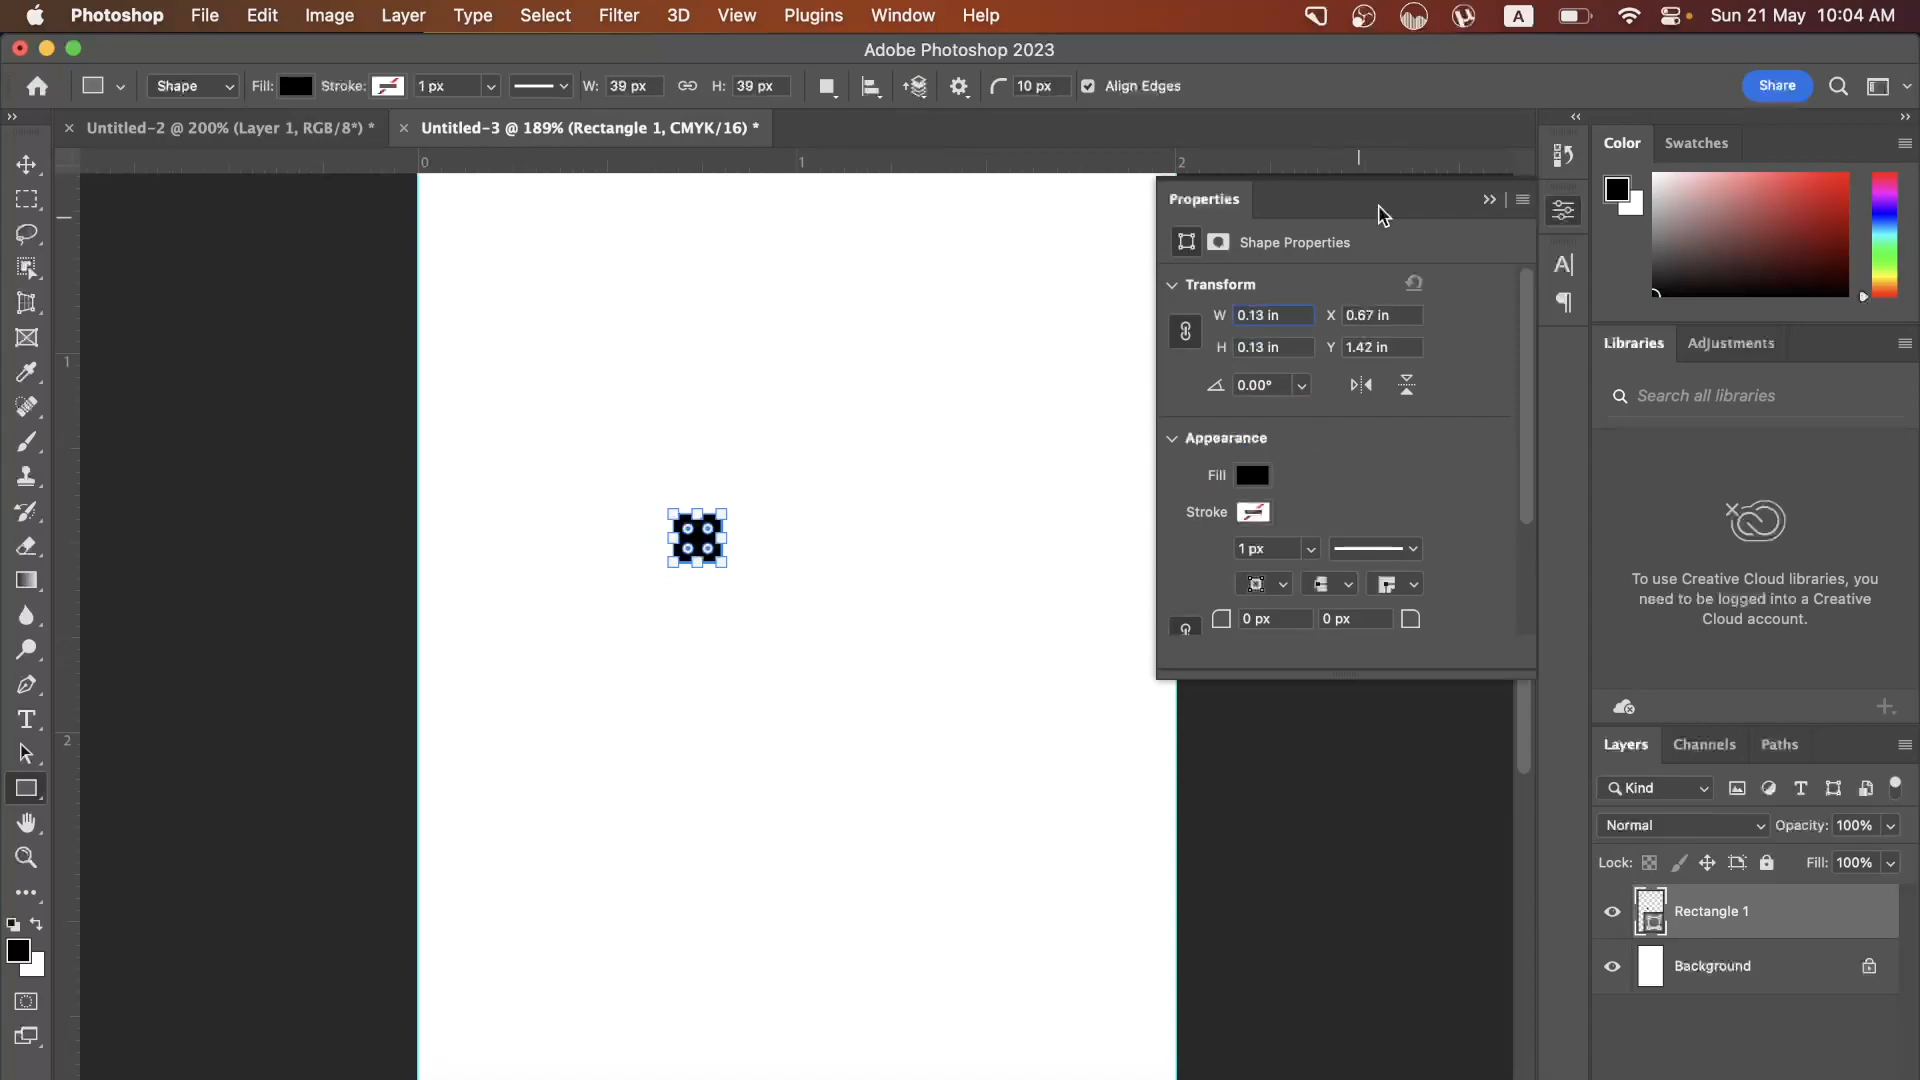 Photoshop File Edit Image Layer Type Select Filter 3D View Plugins Window Help A Sun 21 May 10:04 AM
Adobe Photoshop 2023
Shape Fill: Stroke: 1 px W: 39 px H: 39 px 10 px Align Edges Share
Untitled-2 @ 200% (Layer 1, RGB/8*) * Untitled-3 @ 189% (Rectangle 1, CMYK/16) *
0 1 2
1
2
Properties
Shape Properties
Transform
W 0.13 in X 0.67 in
H 0.13 in Y 1.42 in
0.00°
Appearance
Fill
Stroke
1 px
0 px 0 px
Color Swatches
Libraries Adjustments
Search all libraries
To use Creative Cloud libraries, you
need to be logged into a Creative
Cloud account.
Layers Channels Paths
Kind
Normal Opacity: 100%
Lock: Fill: 100%
Rectangle 1
Background